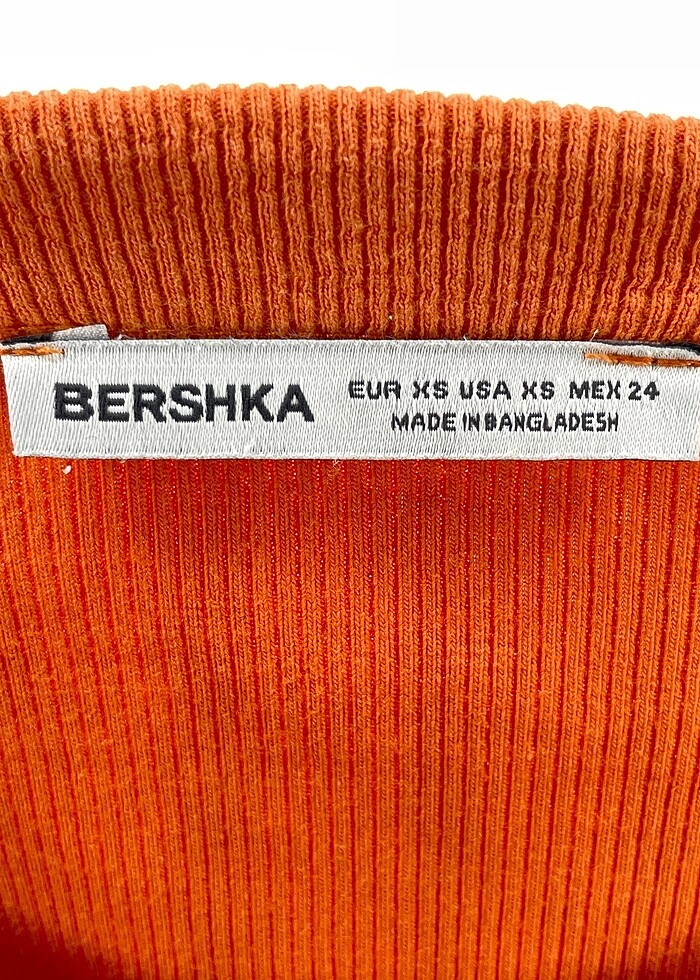 BERSHKA
EUR XS USA XS MEX 24
MADE IN BANGLADESH